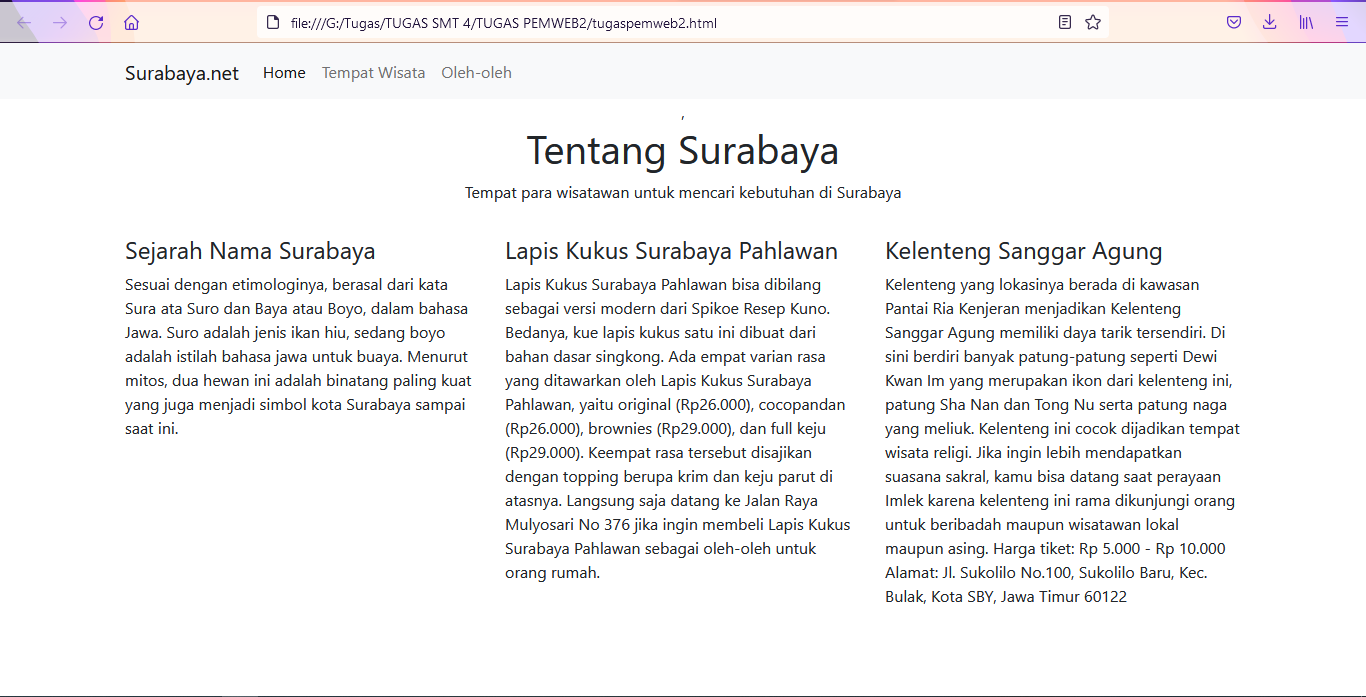 file:///G:/Tugas/TUGAS SMT 4/TUGAS PEMWEB2/tugaspemweb2.html
Surabaya.net Home Tempat Wisata Oleh-oleh
,
Tentang Surabaya
Tempat para wisatawan untuk mencari kebutuhan di Surabaya
Sejarah Nama Surabaya
Sesuai dengan etimologinya, berasal dari kata
Sura ata Suro dan Baya atau Boyo, dalam bahasa
Jawa. Suro adalah jenis ikan hiu, sedang boyo
adalah istilah bahasa jawa untuk buaya. Menurut
mitos, dua hewan ini adalah binatang paling kuat
yang juga menjadi simbol kota Surabaya sampai
saat ini.
Lapis Kukus Surabaya Pahlawan
Lapis Kukus Surabaya Pahlawan bisa dibilang
sebagai versi modern dari Spikoe Resep Kuno.
Bedanya, kue lapis kukus satu ini dibuat dari
bahan dasar singkong. Ada empat varian rasa
yang ditawarkan oleh Lapis Kukus Surabaya
Pahlawan, yaitu original (Rp26.000), cocopandan
(Rp26.000), brownies (Rp29.000), dan full keju
(Rp29.000). Keempat rasa tersebut disajikan
dengan topping berupa krim dan keju parut di
atasnya. Langsung saja datang ke Jalan Raya
Mulyosari No 376 jika ingin membeli Lapis Kukus
Surabaya Pahlawan sebagai oleh-oleh untuk
orang rumah.
Kelenteng Sanggar Agung
Kelenteng yang lokasinya berada di kawasan
Pantai Ria Kenjeran menjadikan Kelenteng
Sanggar Agung memiliki daya tarik tersendiri. Di
sini berdiri banyak patung-patung seperti Dewi
Kwan Im yang merupakan ikon dari kelenteng ini,
patung Sha Nan dan Tong Nu serta patung naga
yang meliuk. Kelenteng ini cocok dijadikan tempat
wisata religi. Jika ingin lebih mendapatkan
suasana sakral, kamu bisa datang saat perayaan
Imlek karena kelenteng ini rama dikunjungi orang
untuk beribadah maupun wisatawan lokal
maupun asing. Harga tiket: Rp 5.000 - Rp 10.000
Alamat: Jl. Sukolilo No.100, Sukolilo Baru, Kec.
Bulak, Kota SBY, Jawa Timur 60122